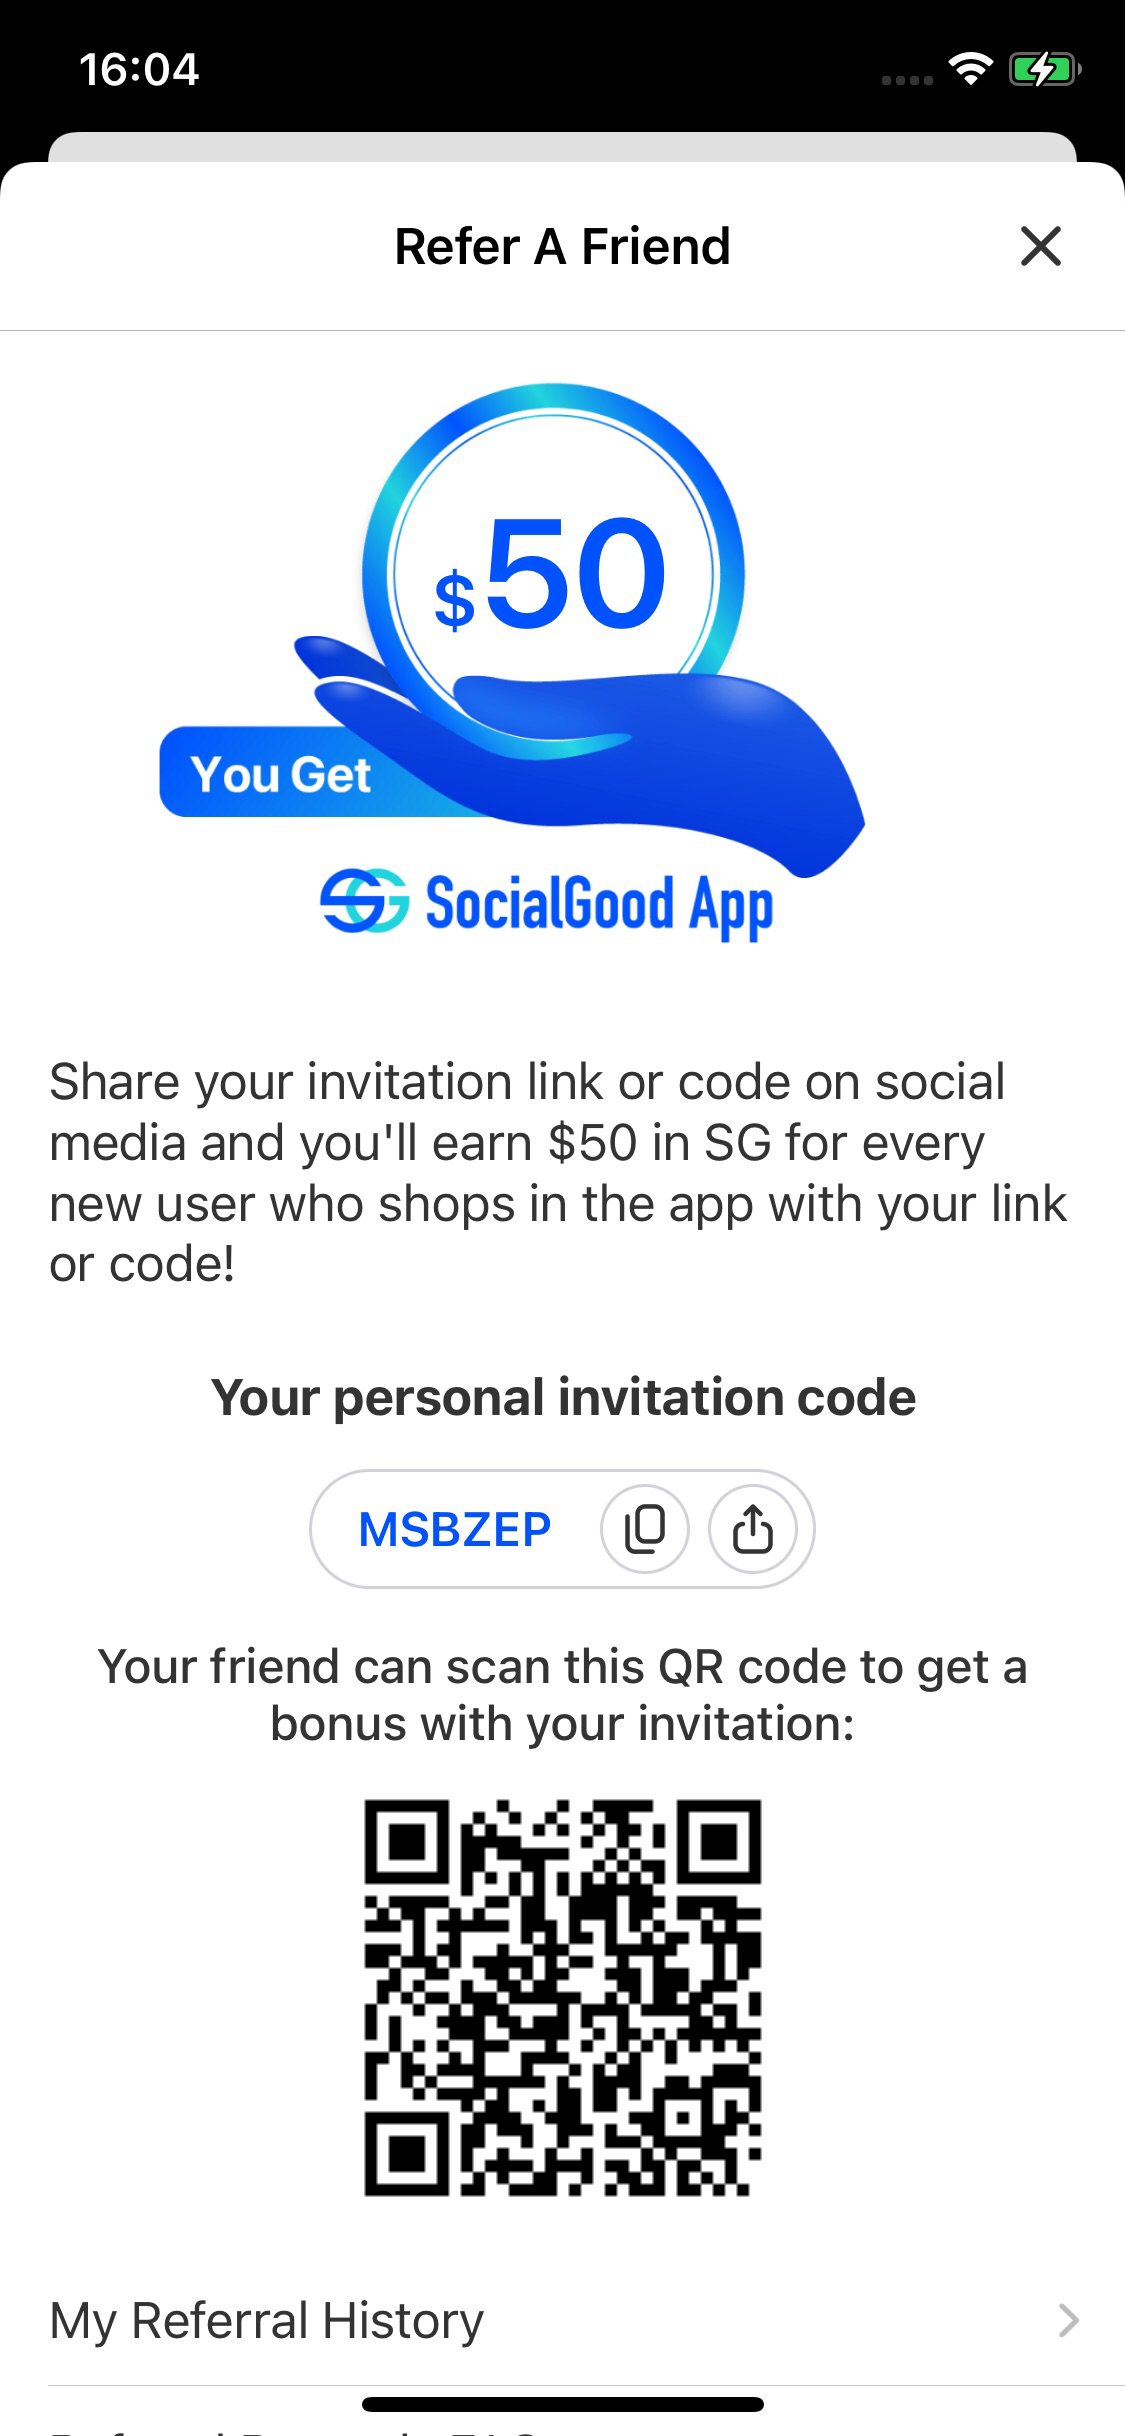 16:04
Refer A Friend
$50
You Get
SG SocialGood App
Share your invitation link or code on social
media and you'll earn $50 in SG for every
new user who shops in the app with your link
or code!
Your personal invitation code
MSBZEP
Your friend can scan this QR code to get a
bonus with your invitation:
My Referral History